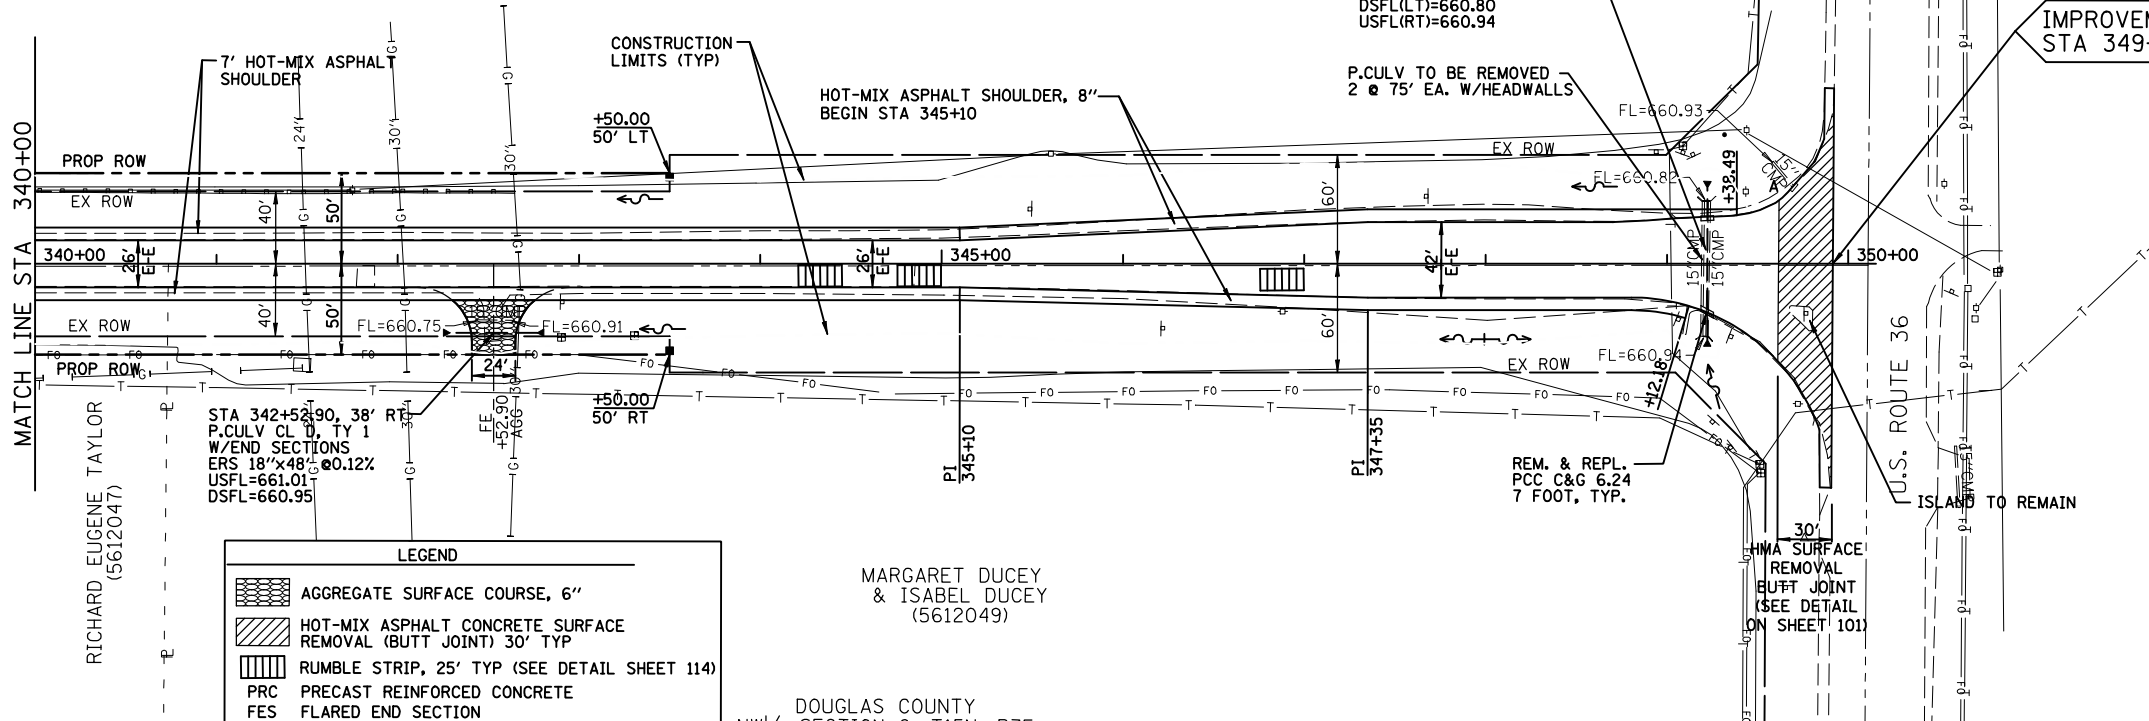 DSFL(LT)=660.80
USFL(RT)=660.94
IMPROVEM
STA 349+
7' HOT-MIX ASPHALT
SHOULDER
CONSTRUCTION
LIMITS (TYP)
P.CULV TO BE REMOVED
2 @ 75' EA. W/HEADWALLS
HOT-MIX ASPHALT SHOULDER, 8"
BEGIN STA 345+10
+50.00
50' LT
FL=660.93
MATCH LINE STA 340+00
PROP ROW
EX ROW
EX ROW
24"
30"
30"
40'
50'
60'
FL=660.82
15"
CMP
A
+38.49
340+00
26'
E-E
26'
E-E
345+00
42'
E-E
15"CMP
15"CMP
350+00
40'
50'
60'
EX ROW
FL=660.75
FL=660.91
FL=660.94
EX ROW
PROP ROW
24'
+50.00
50' RT
+12.18
STA 342+52.90, 38' RT
P.CULV CL D, TY 1
W/END SECTIONS
ERS 18"x48' @0.12%
USFL=661.01
DSFL=660.95
FE
+52.90
AGG
30"
PI
345+10
PI
347+35
REM. & REPL.
PCC C&G 6.24
7 FOOT, TYP.
U.S. ROUTE 36
15"CMP
ISLAND TO REMAIN
RICHARD EUGENE TAYLOR
(5612047)
30'
HMA SURFACE
REMOVAL
BUTT JOINT
(SEE DETAIL
ON SHEET 101)
LEGEND
AGGREGATE SURFACE COURSE, 6"
HOT-MIX ASPHALT CONCRETE SURFACE
REMOVAL (BUTT JOINT) 30' TYP
RUMBLE STRIP, 25' TYP (SEE DETAIL SHEET 114)
PRC PRECAST REINFORCED CONCRETE
FES FLARED END SECTION
MARGARET DUCEY
& ISABEL DUCEY
(5612049)
DOUGLAS COUNTY